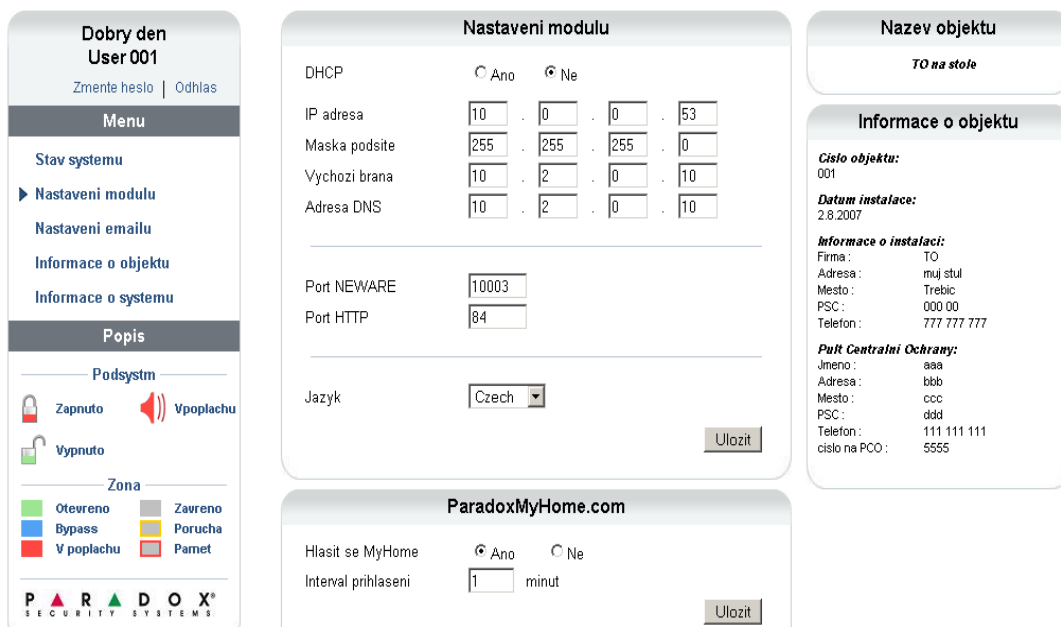 Dobry den
User 001
Zmente heslo | Odhlas
Menu
Stav systemu
Nastaveni modulu
Nastaveni emailu
Informace o objektu
Informace o systemu
Popis
Podsystm
Zapnuto
Vpoplachu
Vypnuto
Zona
Otevreno
Zavreno
Bypass
Porucha
V poplachu
Pamet
PARADOX®
SECURITY SYSTEMS
Nastaveni modulu
DHCP Ano Ne
IP adresa 10 . 0 . 0 . 53
Maska podsite 255 . 255 . 255 . 0
Vychozi brana 10 . 2 . 0 . 10
Adresa DNS 10 . 2 . 0 . 10
Port NEWARE 10003
Port HTTP 84
Jazyk Czech
Ulozit
ParadoxMyHome.com
Hlasit se MyHome Ano Ne
Interval prihlaseni 1 minut
Ulozit
Nazev objektu
TO na stole
Informace o objektu
Cislo objektu:
001
Datum instalace:
2.8.2007
Informace o instalaci:
Firma : TO
Adresa : muj stul
Mesto : Trebic
PSC : 000 00
Telefon : 777 777 777
Pult Centralni Ochrany:
Jmeno : aaa
Adresa : bbb
Mesto : ccc
PSC : ddd
Telefon : 111 111 111
cislo na PCO : 5555